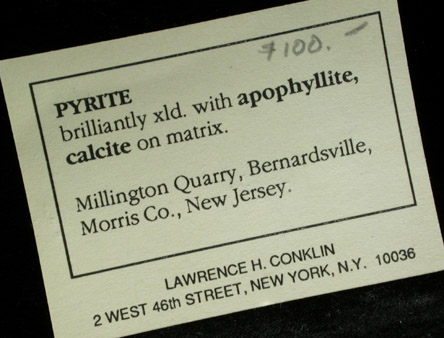 7100.-
PYRITE
brilliantly xld. with apophyllite,
calcite on matrix.
Millington Quarry, Bernardsville,
Morris Co., New Jersey.
LAWRENCE H. CONKLIN
2 WEST 46th STREET, NEW YORK, N.Y. 10036